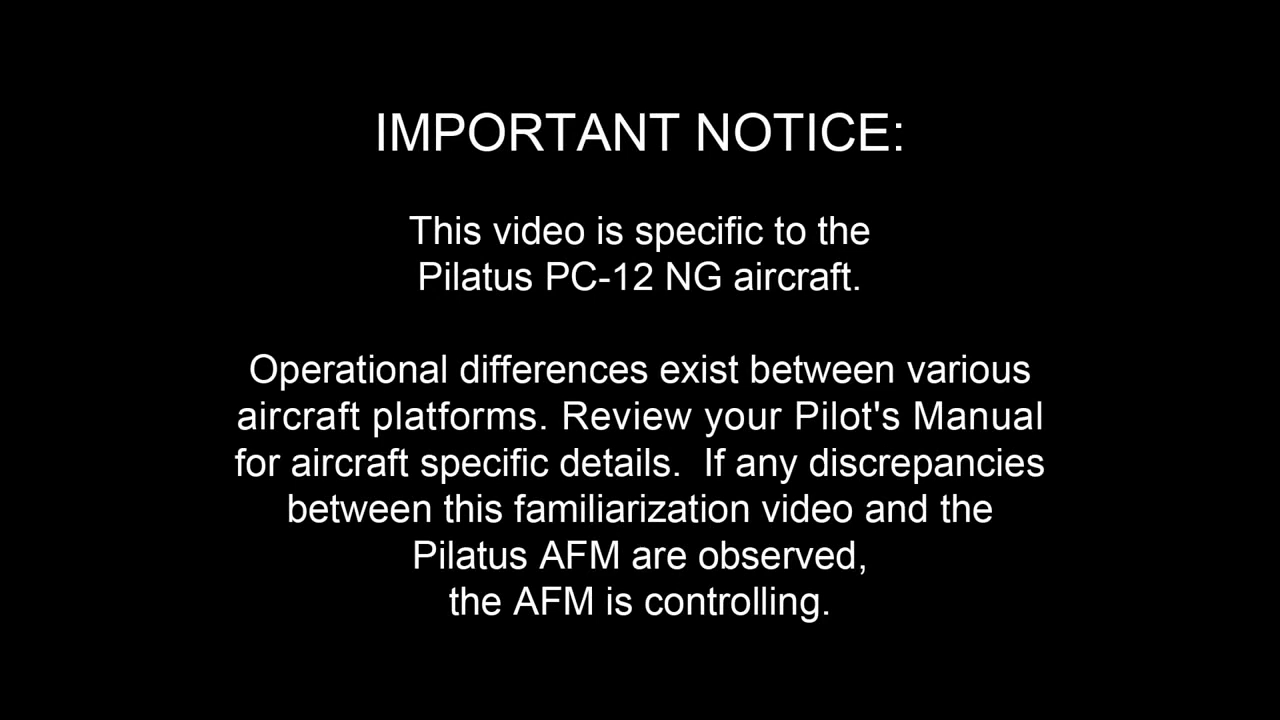 IMPORTANT NOTICE:
This video is specific to the
Pilatus PC-12 NG aircraft.
Operational differences exist between various
aircraft platforms. Review your Pilot's Manual
for aircraft specific details.  If any discrepancies
between this familiarization video and the
Pilatus AFM are observed,
the AFM is controlling.